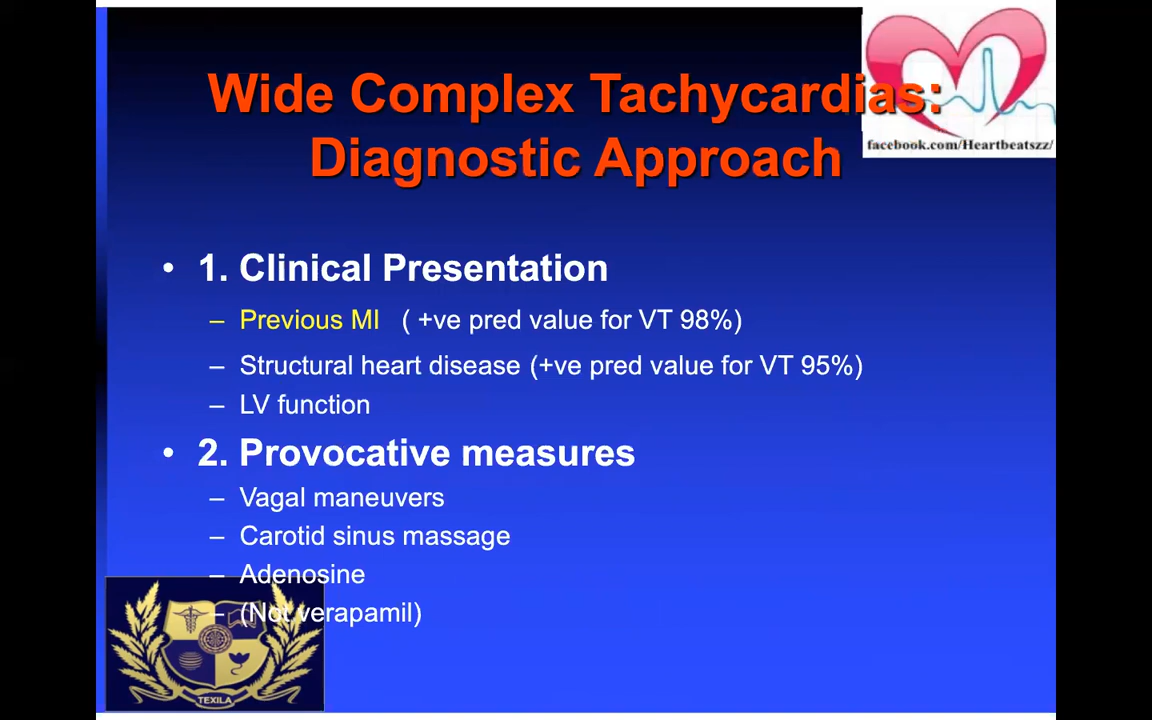 Wide Complex Tachycardias:
Diagnostic Approach
facebook.com/Heartbeatszz/
• 1. Clinical Presentation
– Previous MI ( +ve pred value for VT 98%)
– Structural heart disease (+ve pred value for VT 95%)
– LV function
• 2. Provocative measures
– Vagal maneuvers
– Carotid sinus massage
– Adenosine
– (Not verapamil)
TEXILA